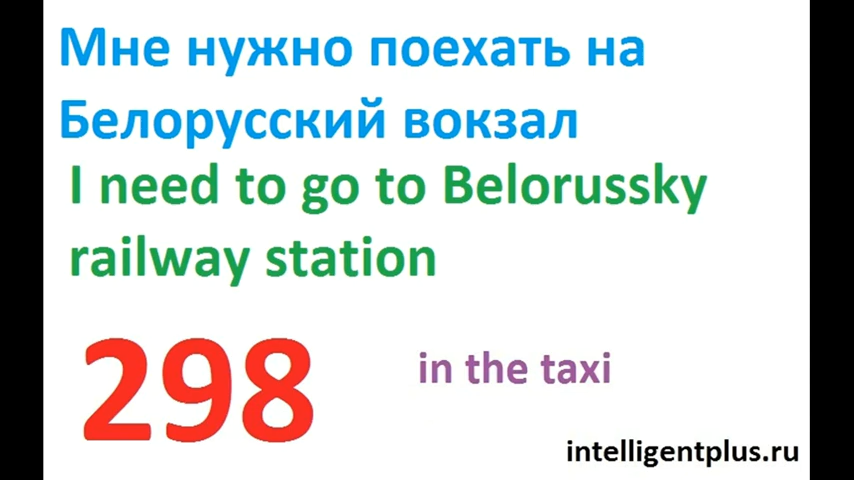 Мне нужно поехать на
Белорусский вокзал
I need to go to Belorussky
railway station
298
in the taxi
intelligentplus.ru